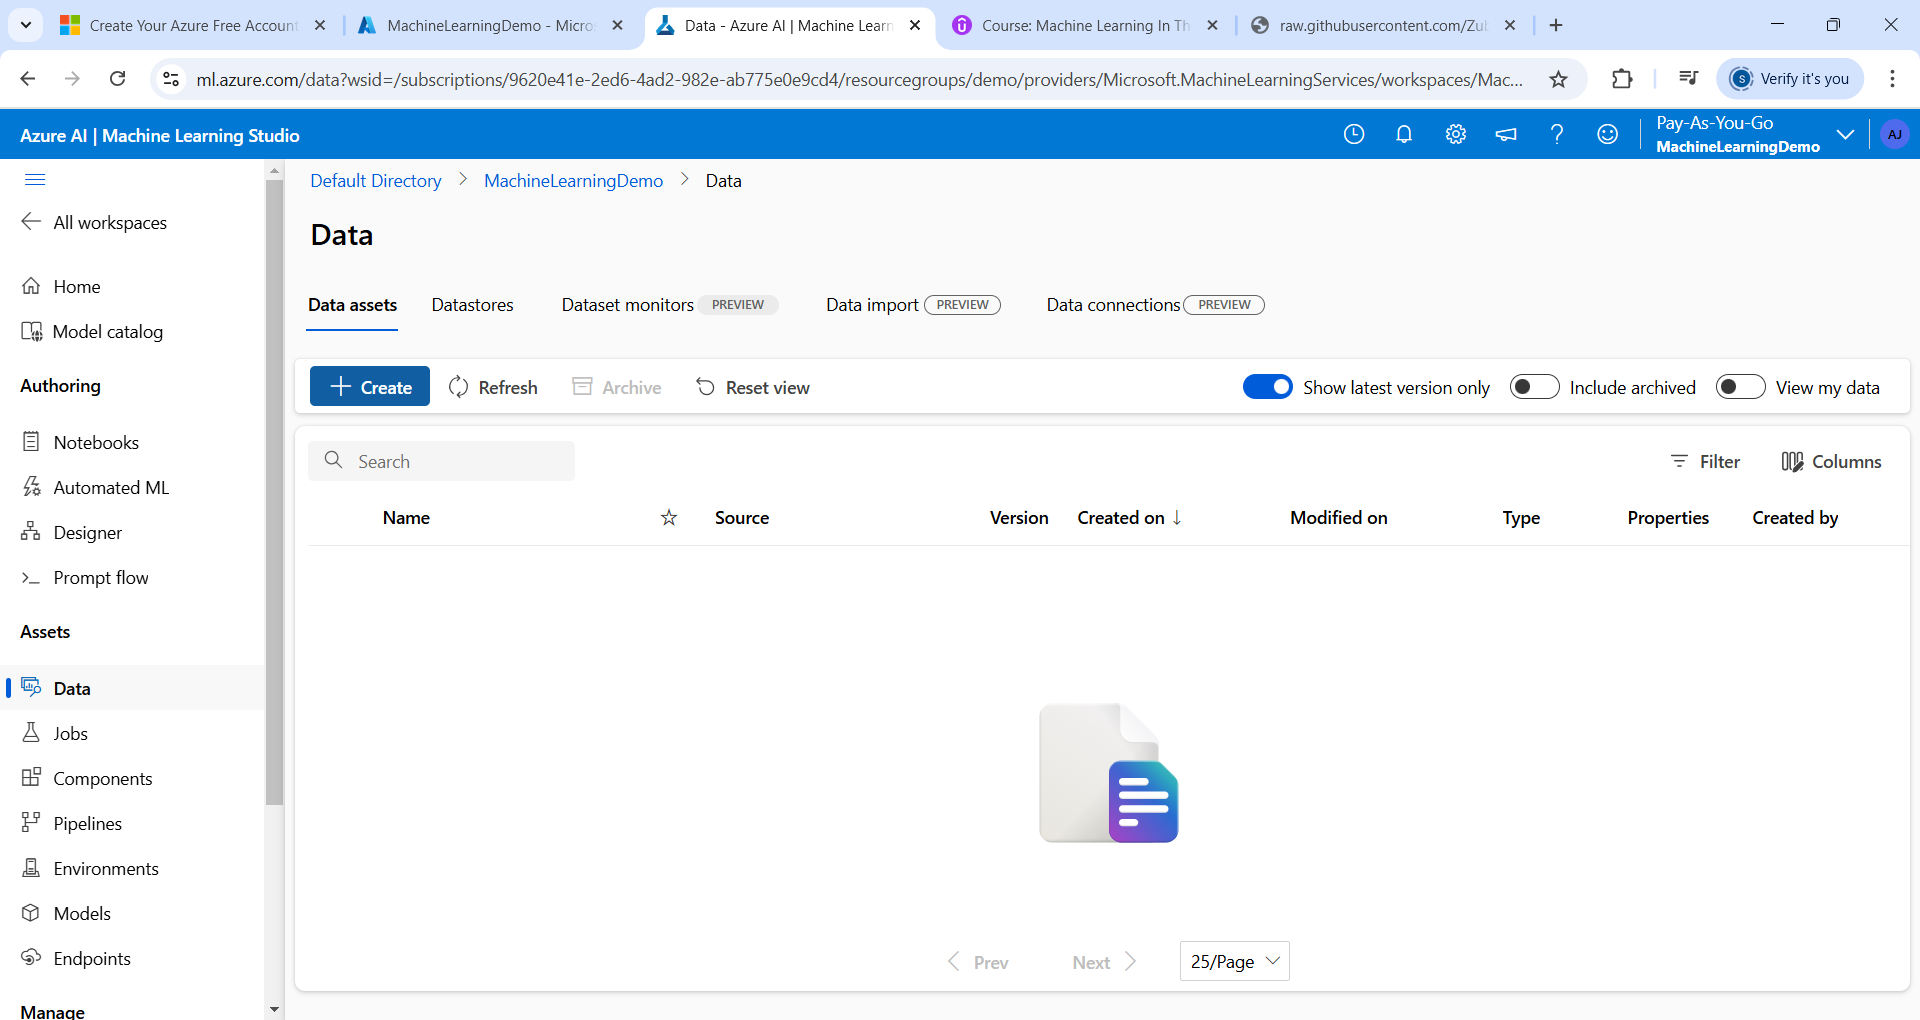 Create Your Azure Free Account
MachineLearningDemo - Micros
Data - Azure AI | Machine Learn
Course: Machine Learning In Th
raw.githubusercontent.com/Zub
ml.azure.com/data?wsid=/subscriptions/9620e41e-2ed6-4ad2-982e-ab775e0e9cd4/resourcegroups/demo/providers/Microsoft.MachineLearningServices/workspaces/Mac...
S
Verify it's you
Azure AI | Machine Learning Studio
Pay-As-You-Go
MachineLearningDemo
AJ
All workspaces
Home
Model catalog
Authoring
Notebooks
Automated ML
Designer
Prompt flow
Assets
Data
Jobs
Components
Pipelines
Environments
Models
Endpoints
Manage
Default Directory > MachineLearningDemo > Data
Data
Data assets
Datastores
Dataset monitors PREVIEW
Data import PREVIEW
Data connections PREVIEW
Create
Refresh
Archive
Reset view
Show latest version only
Include archived
View my data
Search
Filter
Columns
Name
Source
Version
Created on ↓
Modified on
Type
Properties
Created by
Prev
Next
25/Page